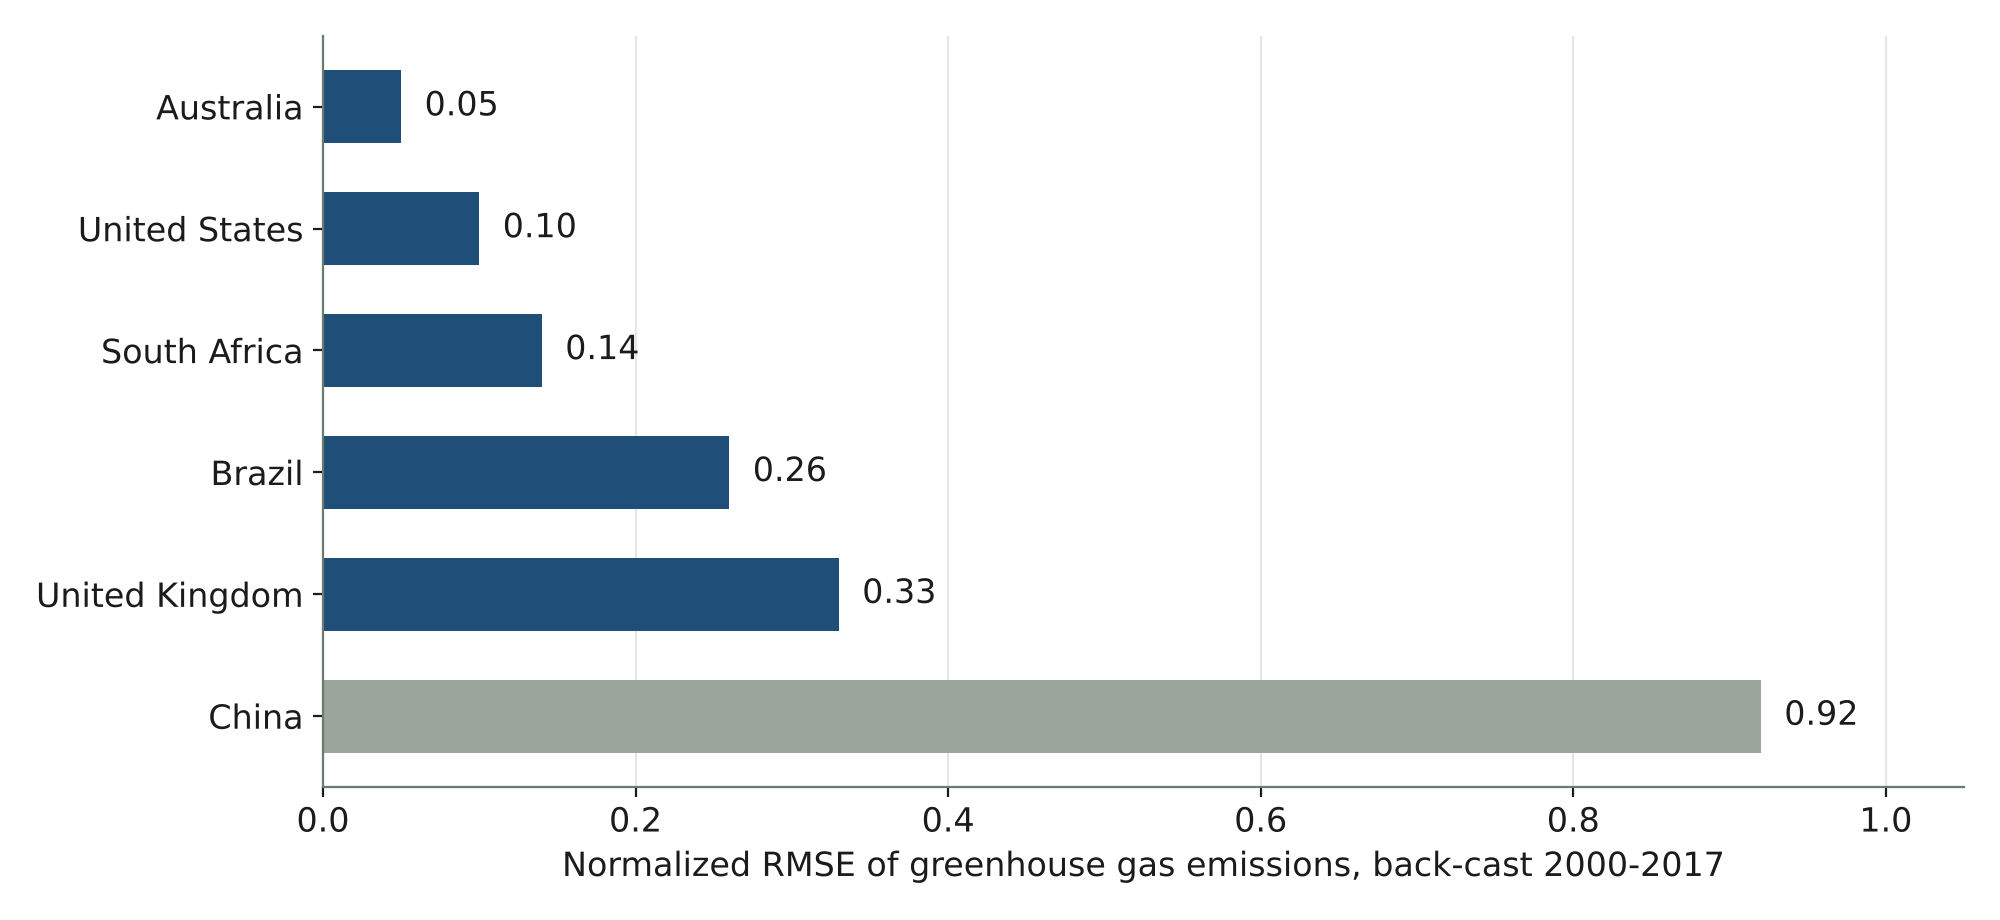 Australia 0.05
United States 0.10
South Africa 0.14
Brazil 0.26
United Kingdom 0.33
China 0.92
0.0 0.2 0.4 0.6 0.8 1.0
Normalized RMSE of greenhouse gas emissions, back-cast 2000-2017